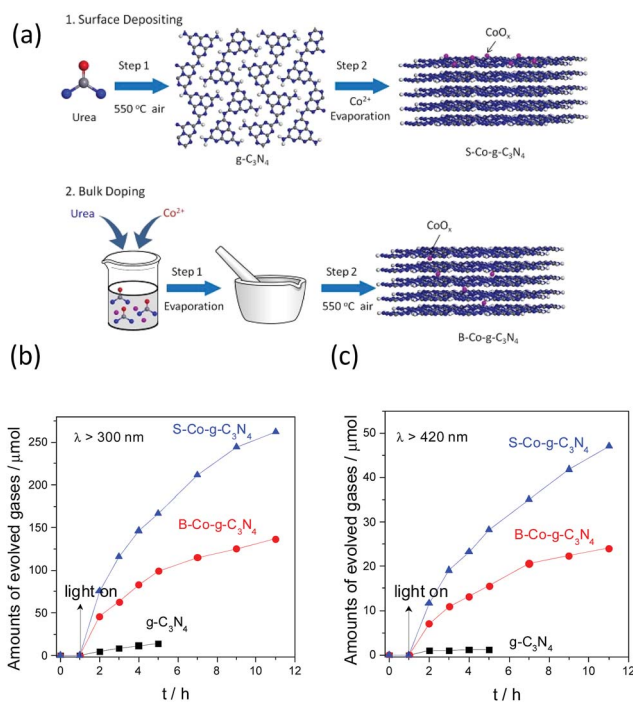 (a)
1. Surface Depositing
Urea
Step 1
550 °C air
g-C₃N₄
Step 2
Co²⁺
Evaporation
CoOₓ
S-Co-g-C₃N₄
2. Bulk Doping
Urea
Co²⁺
Step 1
Evaporation
Step 2
550 °C air
CoOₓ
B-Co-g-C₃N₄
(b)
Amounts of evolved gases / μmol
250
200
150
100
50
0
λ > 300 nm
S-Co-g-C₃N₄
B-Co-g-C₃N₄
light on
g-C₃N₄
0 2 4 6 8 10 12
t / h
(c)
Amounts of evolved gases / μmol
50
40
30
20
10
0
λ > 420 nm
S-Co-g-C₃N₄
B-Co-g-C₃N₄
light on
g-C₃N₄
0 2 4 6 8 10 12
t / h